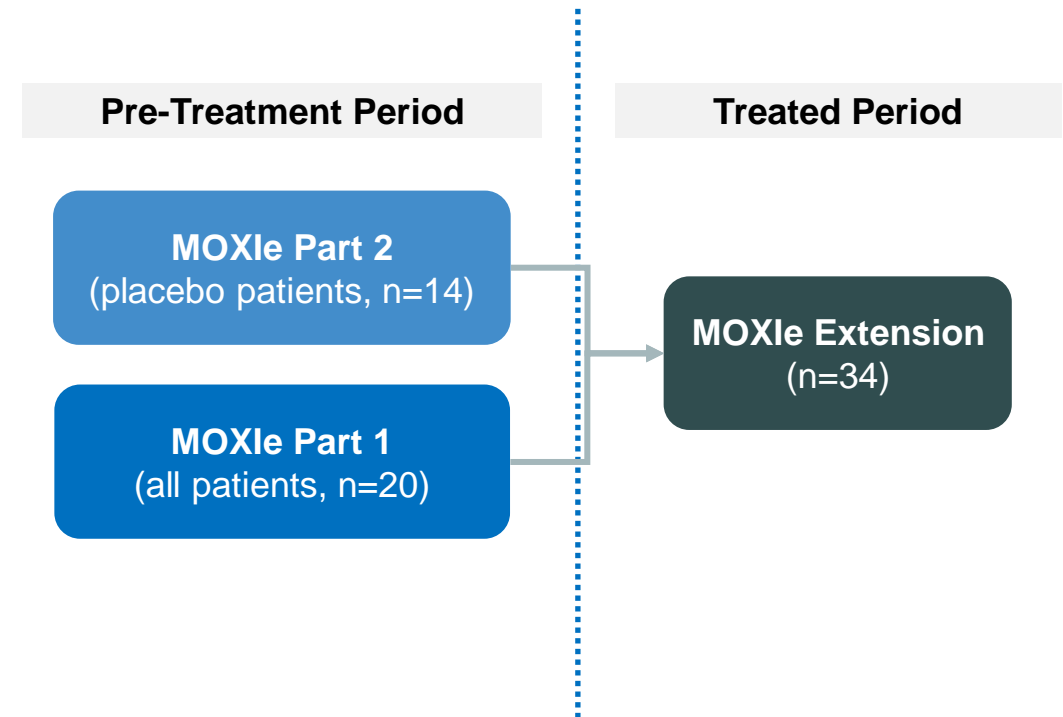 Pre-Treatment Period
Treated Period
MOXIe Part 2
(placebo patients, n=14)
MOXIe Part 1
(all patients, n=20)
MOXIe Extension
(n=34)